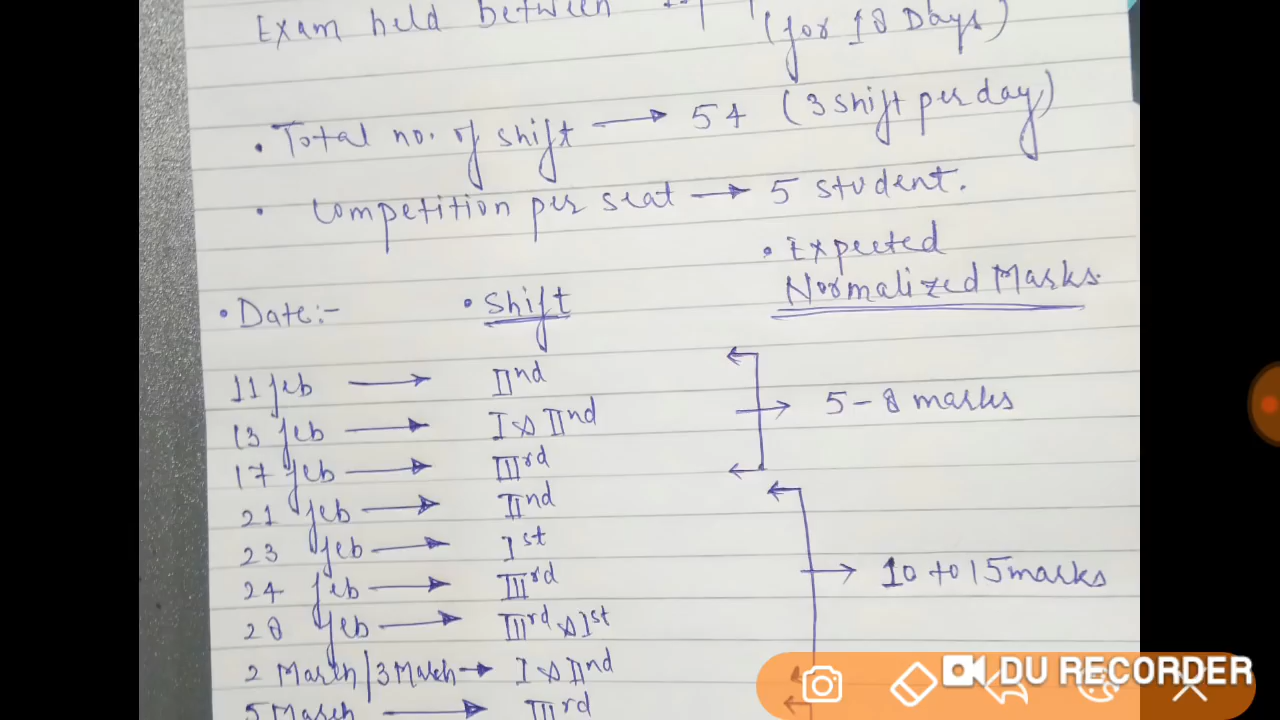 Exam held between
(for 18 Days)
• Total no. of shift → 54 (3 shift per day)
• Competition per seat → 5 student.
• Expected
Normalized Marks.
• Date:- • Shift
11 feb → IInd
5-8 marks
13 feb → I & IInd
17 feb → IIIrd
21 feb → IInd
23 feb → Ist
10 to 15 marks
24 feb → IIIrd
28 feb → IIIrd & Ist
2 March/3 March → I & IInd
5 March → IIIrd
DU RECORDER